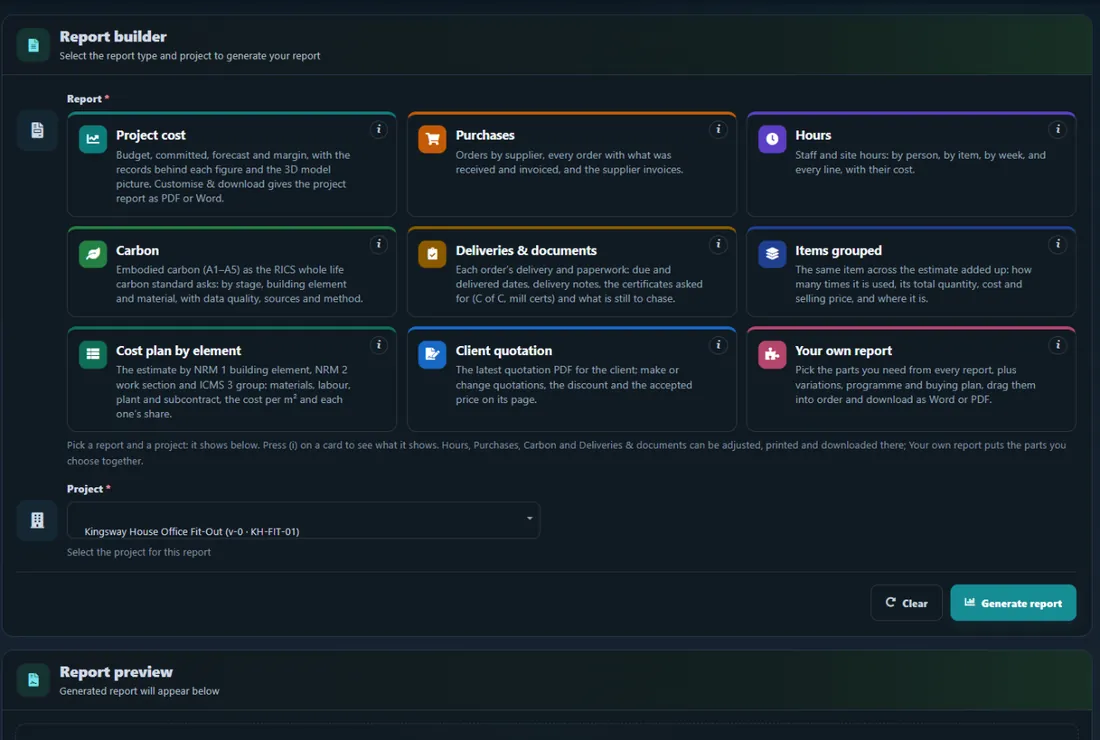 Report builder
Select the report type and project to generate your report
Report *
Project cost
Budget, committed, forecast and margin, with the
records behind each figure and the 3D model
picture. Customise & download gives the project
report as PDF or Word.
Purchases
Orders by supplier, every order with what was
received and invoiced, and the supplier invoices.
Hours
Staff and site hours: by person, by item, by week, and
every line, with their cost.
Carbon
Embodied carbon (A1–A5) as the RICS whole life
carbon standard asks: by stage, building element
and material, with data quality, sources and method.
Deliveries & documents
Each order's delivery and paperwork: due and
delivered dates, delivery notes, the certificates asked
for (C of C, mill certs) and what is still to chase.
Items grouped
The same item across the estimate added up: how
many times it is used, its total quantity, cost and
selling price, and where it is.
Cost plan by element
The estimate by NRM 1 building element, NRM 2
work section and ICMS 3 group: materials, labour,
plant and subcontract, the cost per m² and each
one's share.
Client quotation
The latest quotation PDF for the client; make or
change quotations, the discount and the accepted
price on its page.
Your own report
Pick the parts you need from every report, plus
variations, programme and buying plan, drag them
into order and download as Word or PDF.
Pick a report and a project: it shows below. Press (i) on a card to see what it shows. Hours, Purchases, Carbon and Deliveries & documents can be adjusted, printed and downloaded there; Your own report puts the parts you
choose together.
Project *
Kingsway House Office Fit-Out (v-0 · KH-FIT-01)
Select the project for this report
Clear
Generate report
Report preview
Generated report will appear below